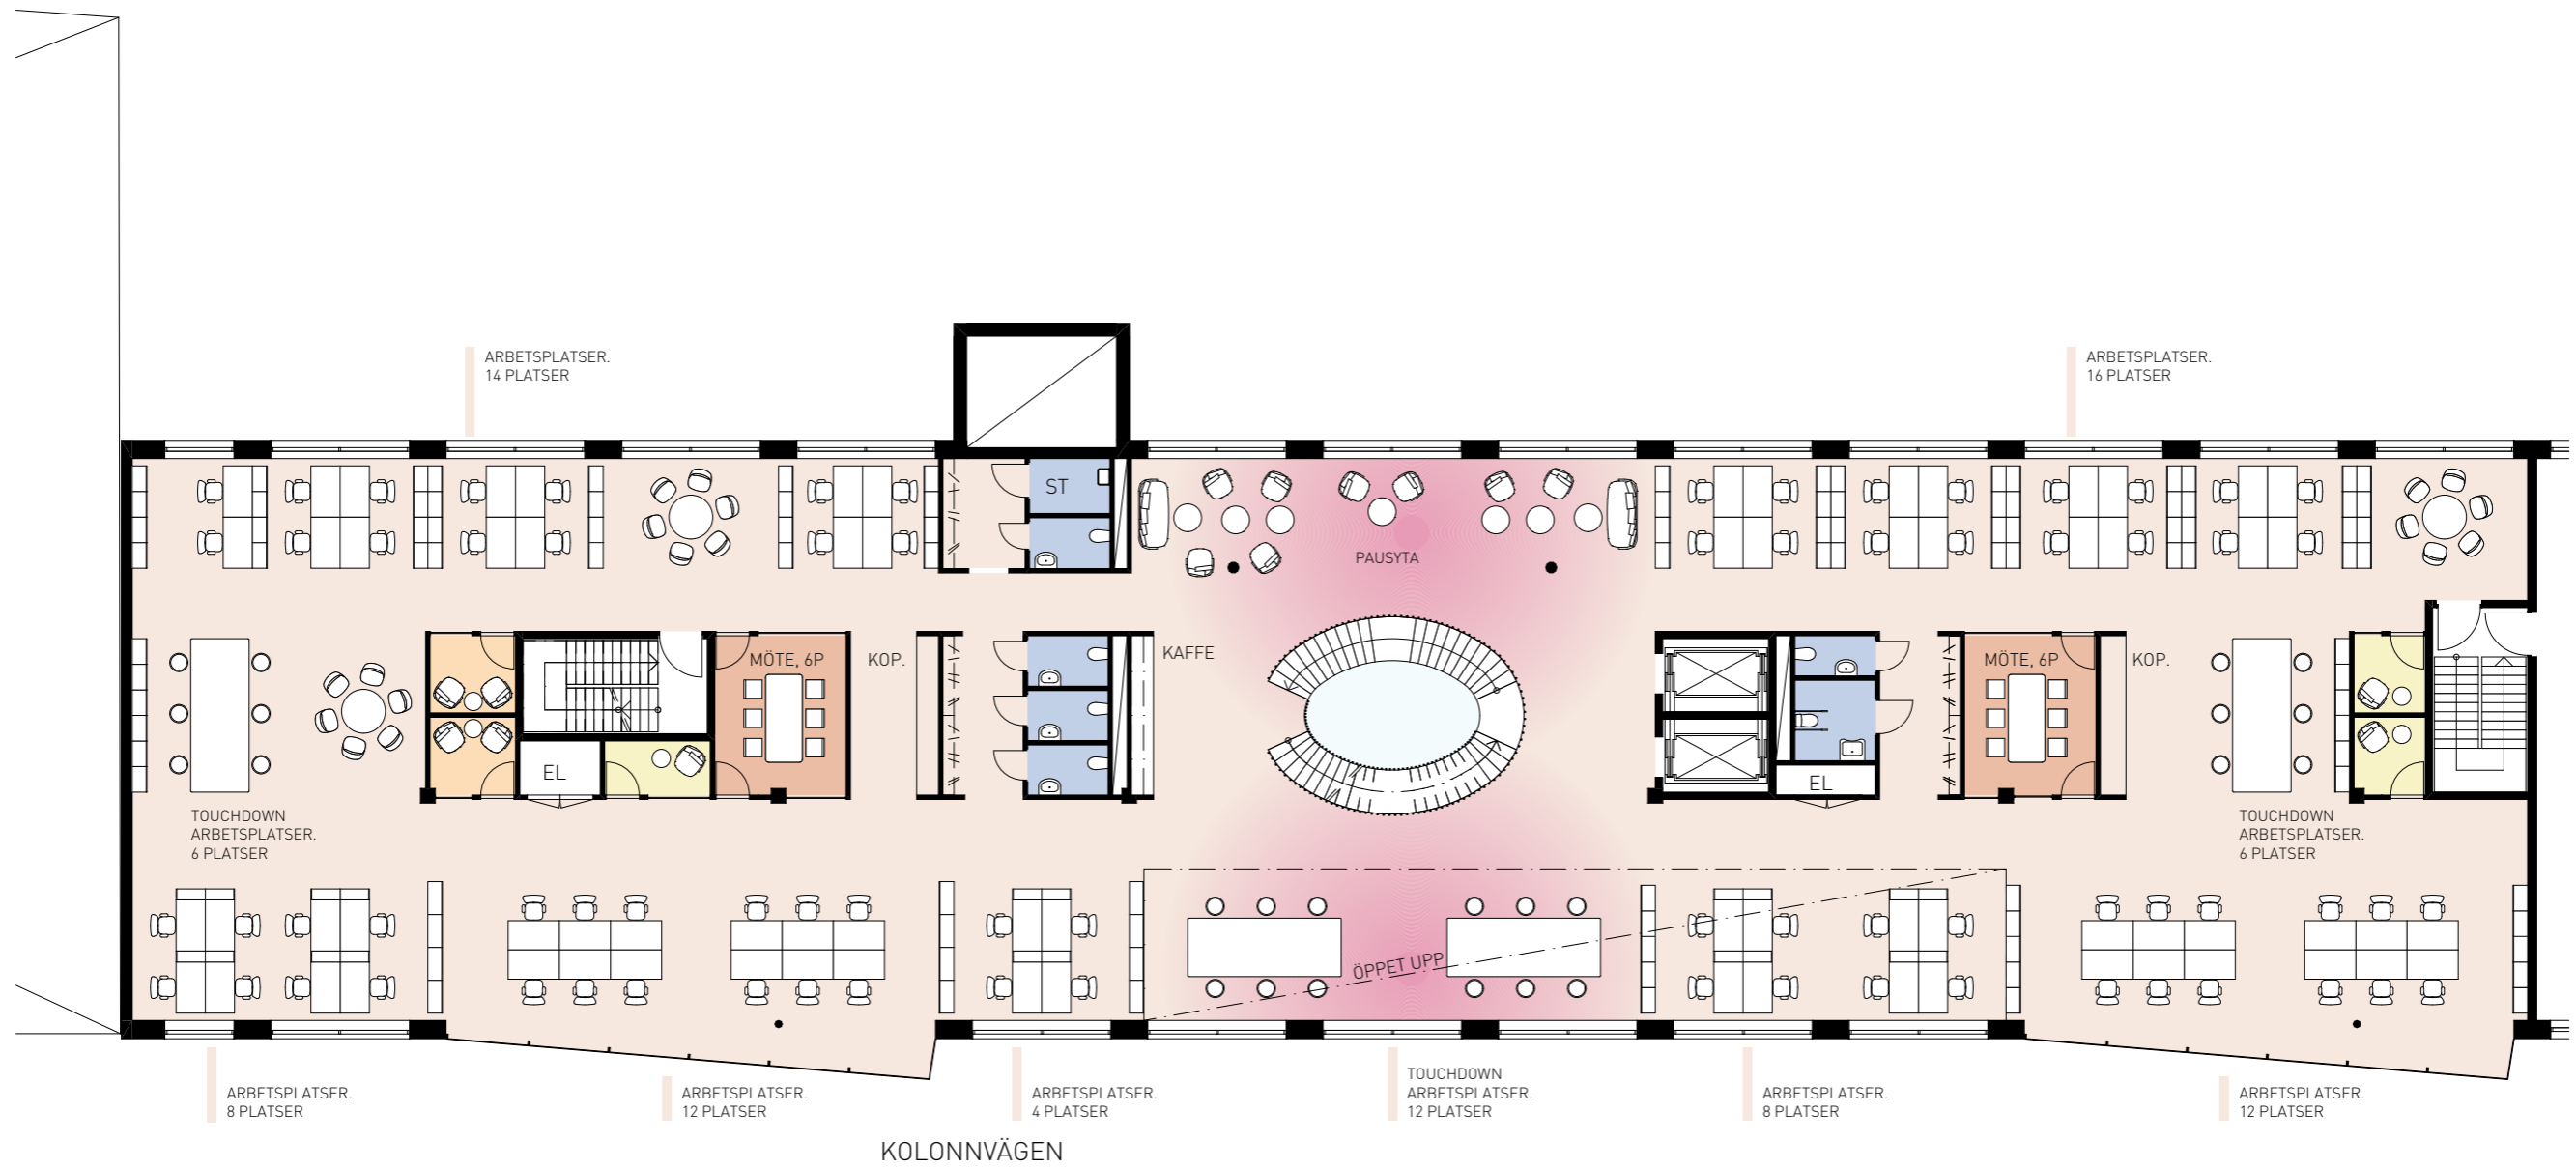 ARBETSPLATSER.
14 PLATSER
ARBETSPLATSER.
16 PLATSER
ST
PAUSYTA
MÖTE, 6P
KOP.
KAFFE
MÖTE, 6P
KOP.
EL
EL
TOUCHDOWN
ARBETSPLATSER.
6 PLATSER
TOUCHDOWN
ARBETSPLATSER.
6 PLATSER
ÖPPET UPP
ARBETSPLATSER.
8 PLATSER
ARBETSPLATSER.
12 PLATSER
ARBETSPLATSER.
4 PLATSER
TOUCHDOWN
ARBETSPLATSER.
12 PLATSER
ARBETSPLATSER.
8 PLATSER
ARBETSPLATSER.
12 PLATSER
KOLONNVÄGEN